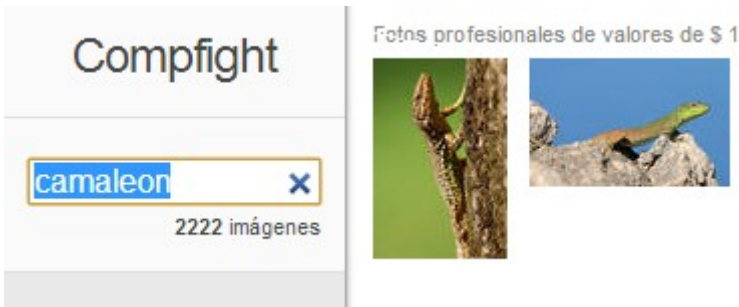 Compfight
camaleon
2222 imágenes
Fotos profesionales de valores de $ 1